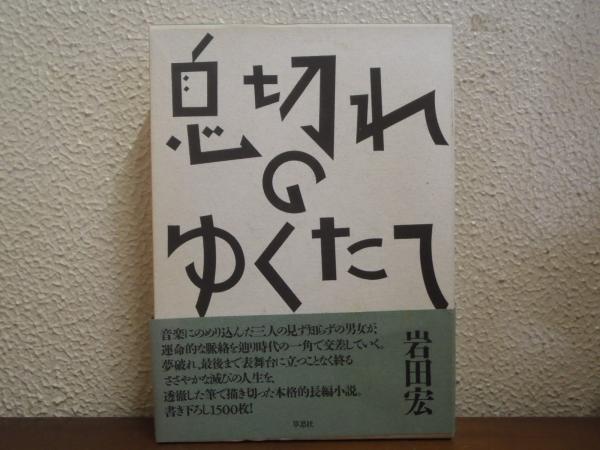 息切れ
の
ゆくたて
岩田宏
音楽にのめり込んだ三人の見ず知らずの男女が、
運命的な脈絡を辿り時代の一角で交差していく。
夢破れ、最後まで表舞台に立つことなく終る
ささやかな滅びの人生を、
透徹した筆で描き切った本格的長編小説。
書き下ろし1500枚!
草思社